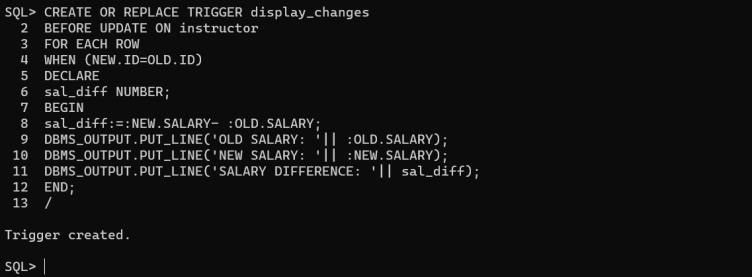 SQL> CREATE OR REPLACE TRIGGER display_changes
  2  BEFORE UPDATE ON instructor
  3  FOR EACH ROW
  4  WHEN (NEW.ID=OLD.ID)
  5  DECLARE
  6  sal_diff NUMBER;
  7  BEGIN
  8  sal_diff:=:NEW.SALARY- :OLD.SALARY;
  9  DBMS_OUTPUT.PUT_LINE('OLD SALARY: '|| :OLD.SALARY);
 10  DBMS_OUTPUT.PUT_LINE('NEW SALARY: '|| :NEW.SALARY);
 11  DBMS_OUTPUT.PUT_LINE('SALARY DIFFERENCE: '|| sal_diff);
 12  END;
 13  /
Trigger created.
SQL>